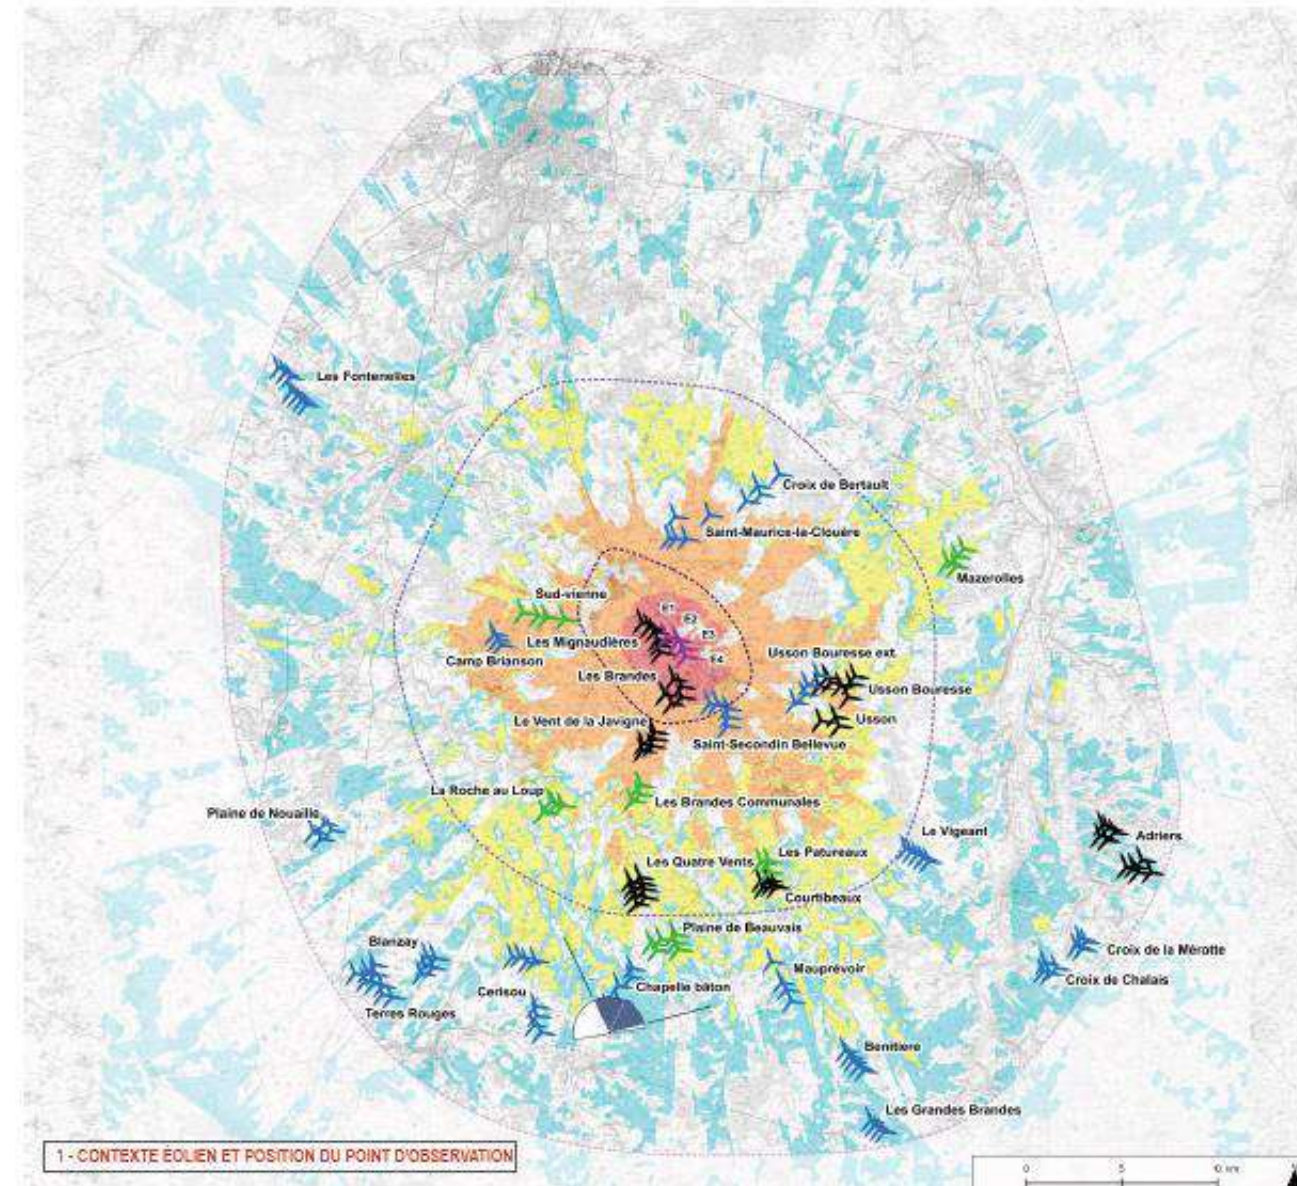 Les Fontenelles
Croix de Bertault
Saint-Maurice-la-Clouère
Mazerolles
Sud-vienne
E1
E2
E3
E4
Les Mignaudières
Camp Brianson
Les Brandes
Usson Bouresse ext.
Usson Bouresse
Usson
Le Vent de la Javigne
Saint-Secondin Bellevue
La Roche au Loup
Les Brandes Communales
Plaine de Nouaille
Le Vigeant
Adriers
Les Quatre Vents
Les Patureaux
Courtibeaux
Plaine de Beauvais
Blanzay
Mauprévoir
Croix de la Mérotte
Croix de Chalais
Cerisou
Chapelle bâton
Terres Rouges
Benitiere
Les Grandes Brandes
1 - CONTEXTE ÉOLIEN ET POSITION DU POINT D'OBSERVATION
0 5 10 km